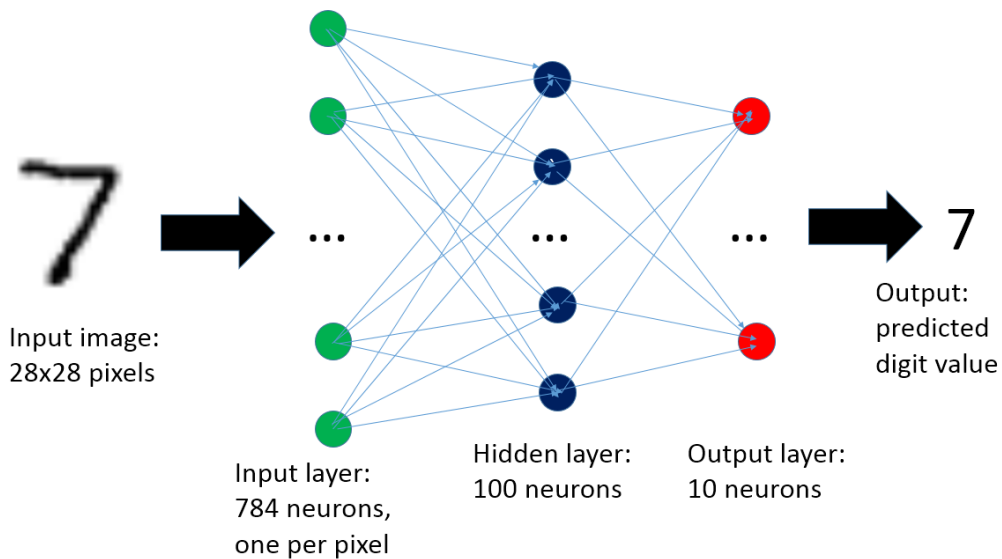 7
...
...
...
7
Input image:
28x28 pixels
Output:
predicted
digit value
Input layer:
784 neurons,
one per pixel
Hidden layer:
100 neurons
Output layer:
10 neurons